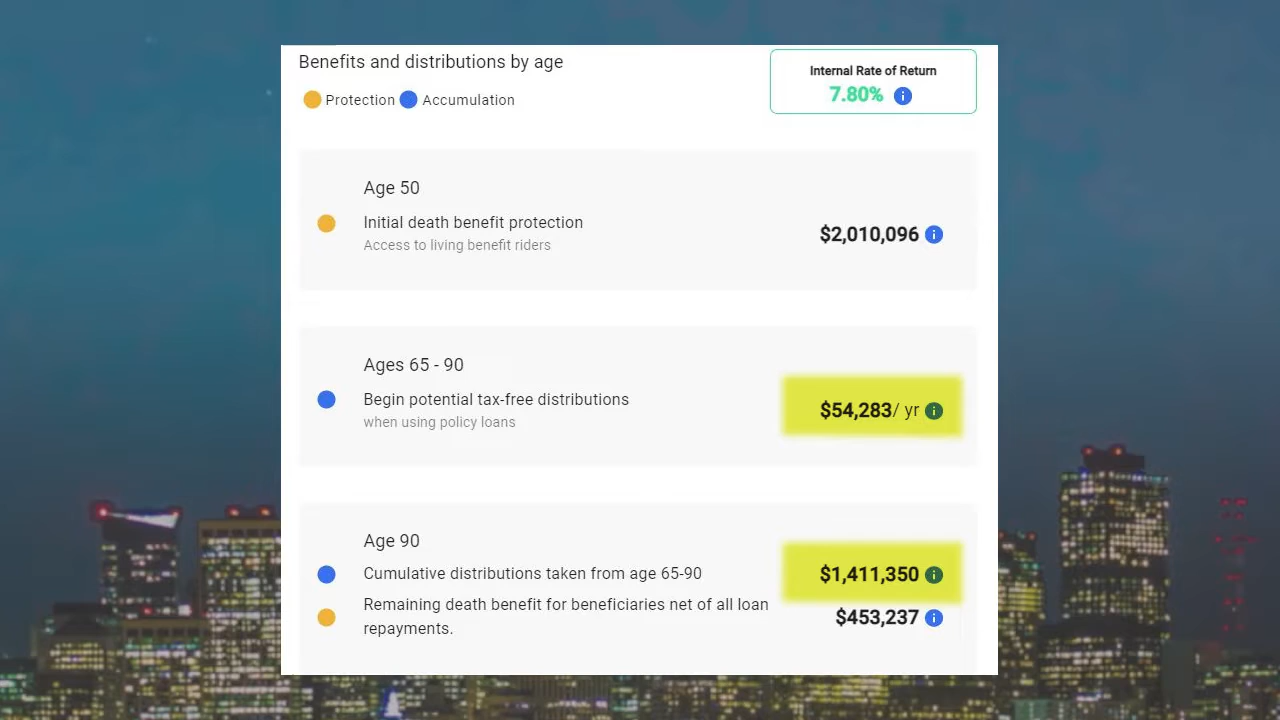 Benefits and distributions by age
Internal Rate of Return
7.80%
Protection Accumulation
Age 50
Initial death benefit protection
Access to living benefit riders
$2,010,096
Ages 65 - 90
Begin potential tax-free distributions
when using policy loans
$54,283/ yr
Age 90
Cumulative distributions taken from age 65-90
$1,411,350
Remaining death benefit for beneficiaries net of all loan
repayments.
$453,237